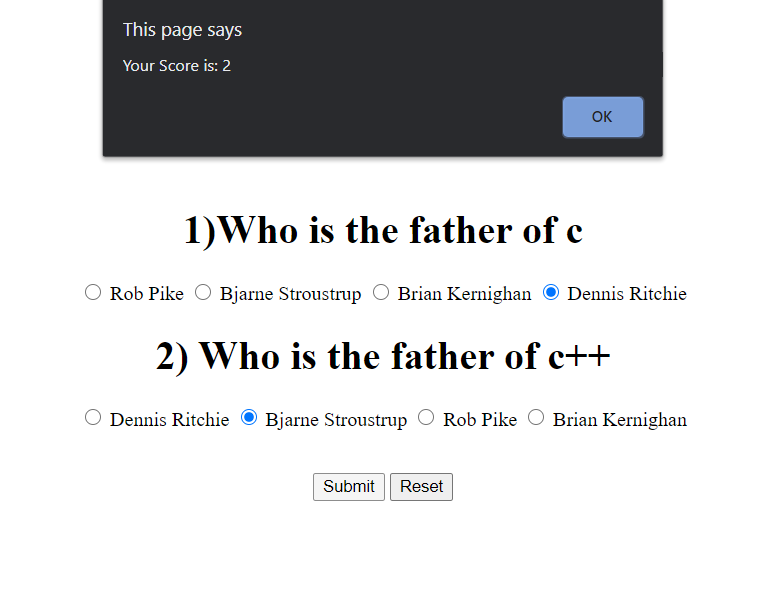 This page says
Your Score is: 2
OK
1)Who is the father of c
Rob Pike Bjarne Stroustrup Brian Kernighan Dennis Ritchie
2) Who is the father of c++
Dennis Ritchie Bjarne Stroustrup Rob Pike Brian Kernighan
Submit Reset